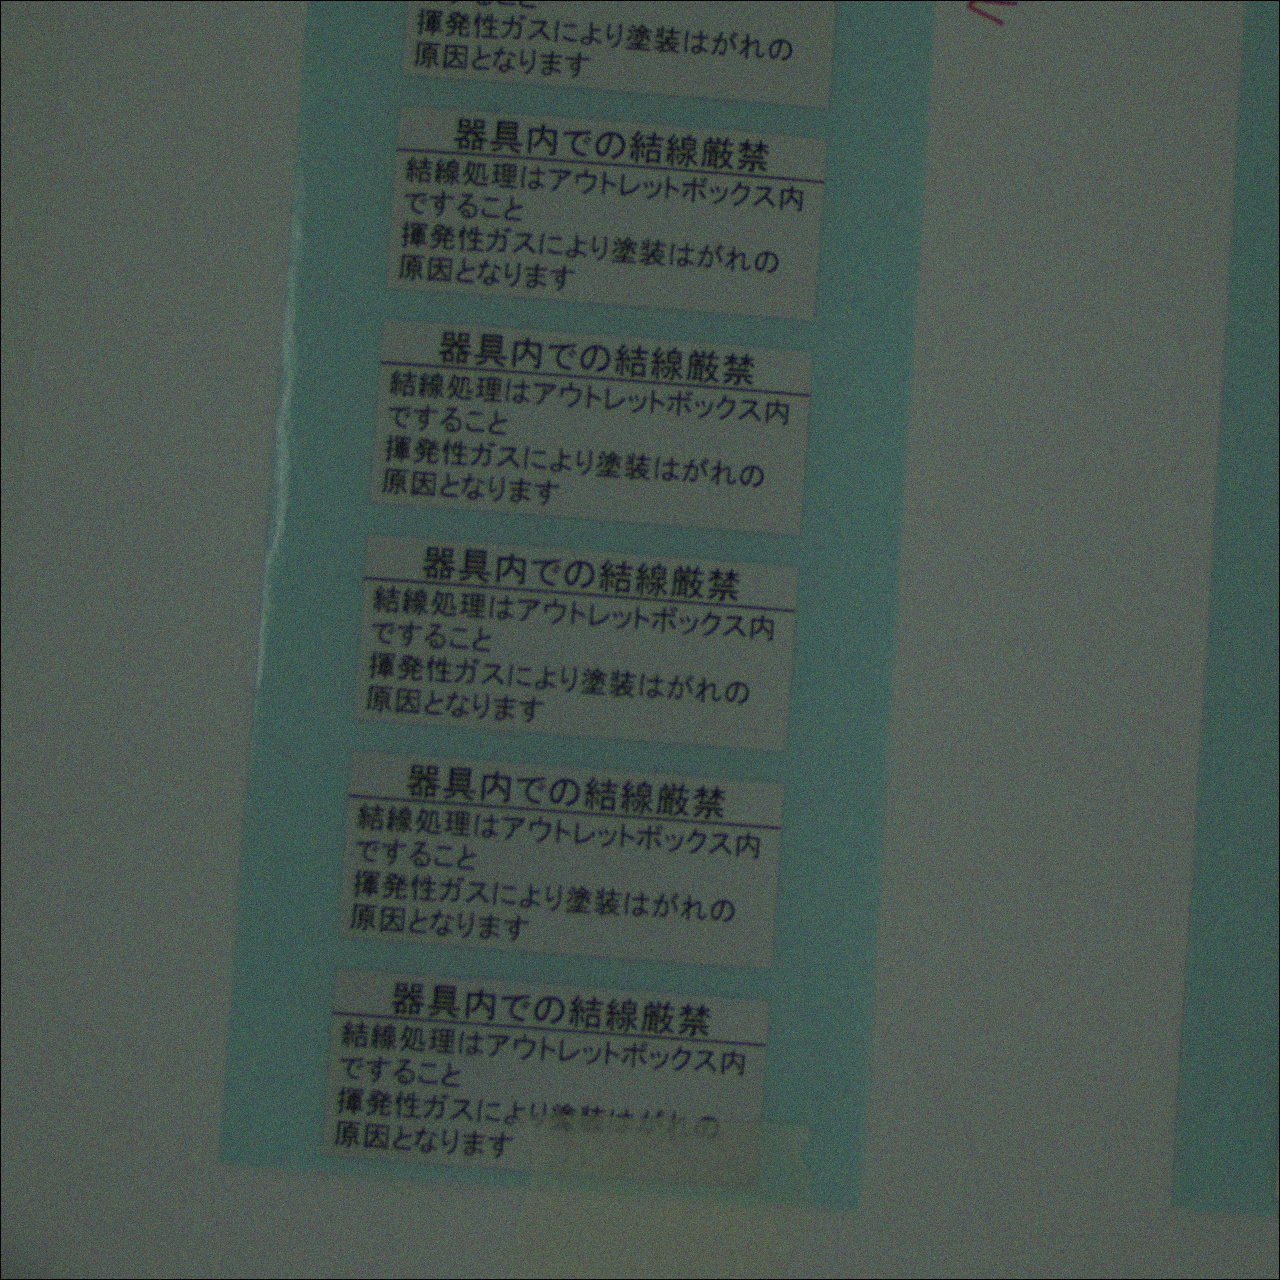 揮発性ガスにより塗装はがれの
原因となります
器具内での結線厳禁
結線処理はアウトレットボックス内
ですること
揮発性ガスにより塗装はがれの
原因となります
器具内での結線厳禁
結線処理はアウトレットボックス内
ですること
揮発性ガスにより塗装はがれの
原因となります
器具内での結線厳禁
結線処理はアウトレットボックス内
ですること
揮発性ガスにより塗装はがれの
原因となります
器具内での結線厳禁
結線処理はアウトレットボックス内
ですること
揮発性ガスにより塗装はがれの
原因となります
器具内での結線厳禁
結線処理はアウトレットボックス内
ですること
揮発性ガスにより塗装はがれの
原因となります